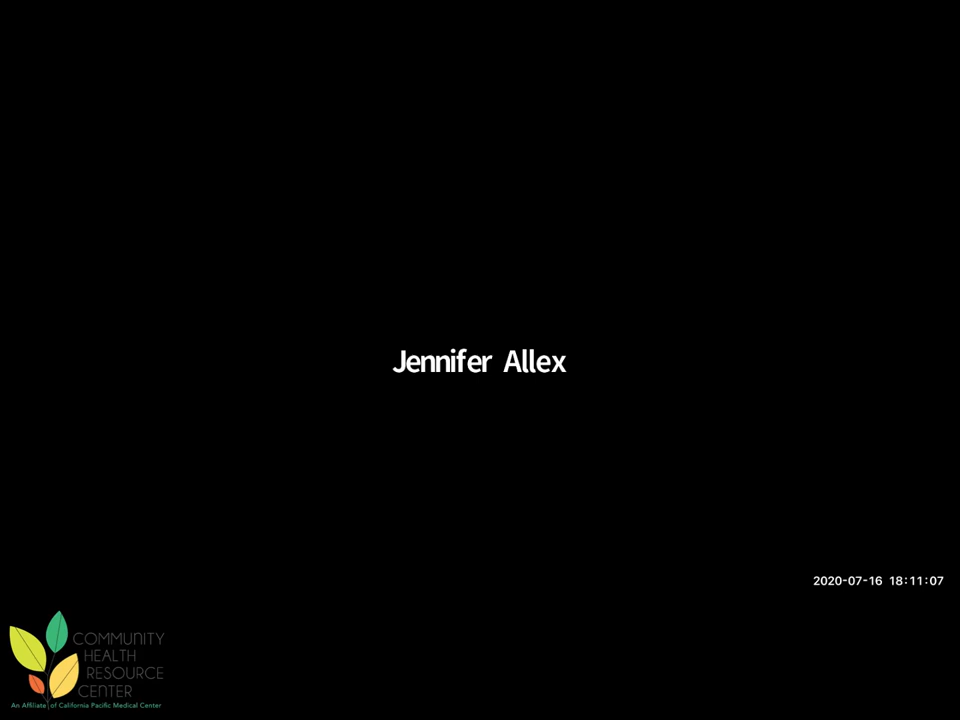 Jennifer Allex
2020-07-16 18:11:07
COMMUNITY
HEALTH
RESOURCE
CENTER
An Affiliate of California Pacific Medical Center